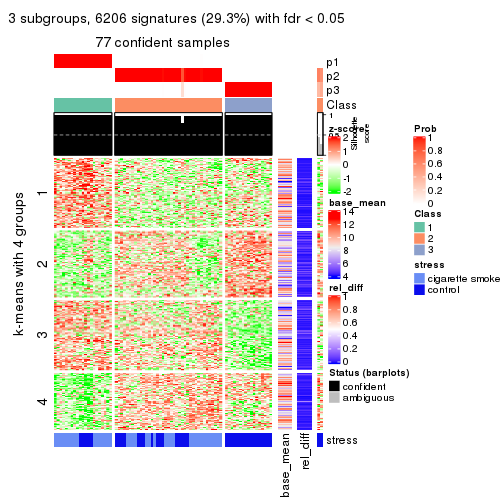 3 subgroups, 6206 signatures (29.3%) with fdr < 0.05
77 confident samples
p1
p2
p3
Class
1
Silhouette
score
z-score
2
1
0
-1
-2
base_mean
14
12
10
8
6
4
rel_diff
1
0.8
0.6
0.4
0.2
0
Status (barplots)
confident
ambiguous
Prob
1
0.8
0.6
0.4
0.2
0
Class
1
2
3
stress
cigarette smoke
control
k-means with 4 groups
1
2
3
4
stress
base_mean
rel_diff